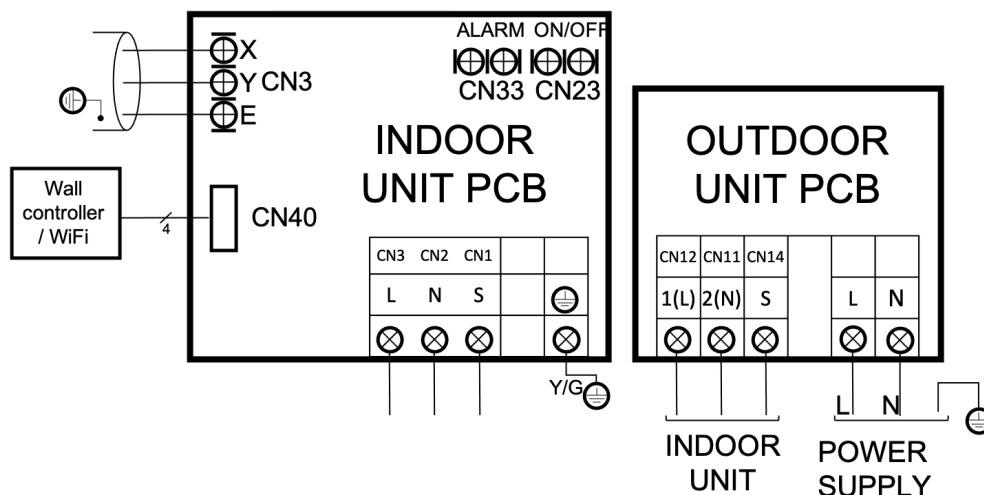 ALARM ON/OFF
CN33 CN23
X
Y CN3
E
INDOOR
UNIT PCB
Wall
controller
/ WiFi
4
CN40
CN3 CN2 CN1
L N S
Y/G
OUTDOOR
UNIT PCB
CN12 CN11 CN14
1(L) 2(N) S L N
L N
INDOOR
UNIT
POWER
SUPPLY